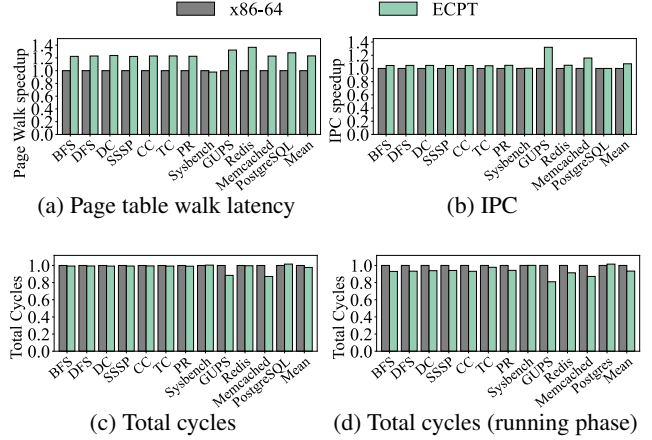 x86-64 ECPT
Page Walk speedup
1.4
1.2
1.0
0.8
0.6
0.4
0.2
0.0
BFS DFS DC SSSP CC TC PR Sysbench GUPS Redis Memcached PostgreSQL Mean
(a) Page table walk latency
IPC speedup
1.4
1.2
1.0
0.8
0.6
0.4
0.2
0.0
BFS DFS DC SSSP CC TC PR Sysbench GUPS Redis Memcached PostgreSQL Mean
(b) IPC
Total Cycles
1.0
0.8
0.6
0.4
0.2
0.0
BFS DFS DC SSSP CC TC PR Sysbench GUPS Redis Memcached PostgreSQL Mean
(c) Total cycles
Total Cycles
1.0
0.8
0.6
0.4
0.2
0.0
BFS DFS DC SSSP CC TC PR Sysbench GUPS Redis Memcached Postgres Mean
(d) Total cycles (running phase)